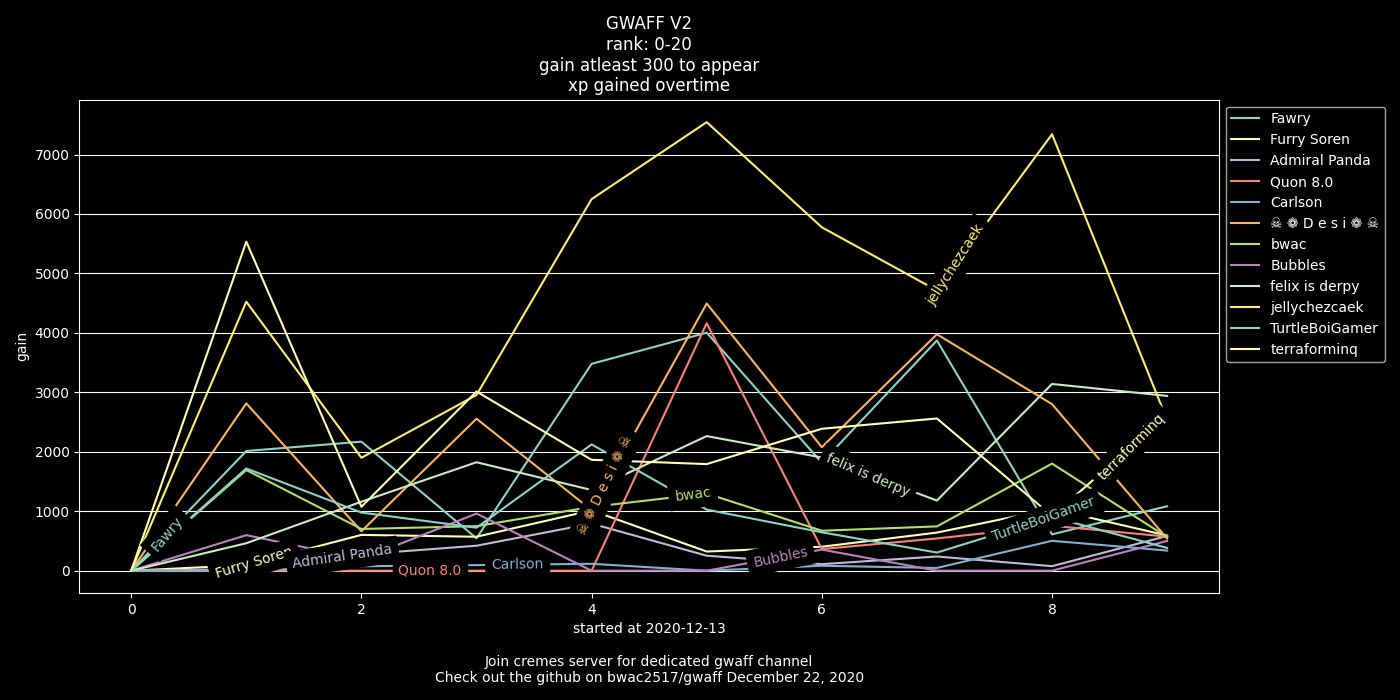 GWAFF V2
rank: 0-20
gain atleast 300 to appear
xp gained overtime
gain
7000
6000
5000
4000
3000
2000
1000
0
0 2 4 6 8
started at 2020-12-13
Fawry
Furry Soren
Admiral Panda
Quon 8.0
Carlson
☠ ❁ D e s i ❁ ☠
bwac
Bubbles
felix is derpy
jellychezcaek
TurtleBoiGamer
terraforminq
Fawry
Furry Soren
Admiral Panda
Quon 8.0
Carlson
☠ ❁ D e s i ❁ ☠
bwac
Bubbles
felix is derpy
jellychezcaek
TurtleBoiGamer
terraforminq
Join cremes server for dedicated gwaff channel
Check out the github on bwac2517/gwaff December 22, 2020